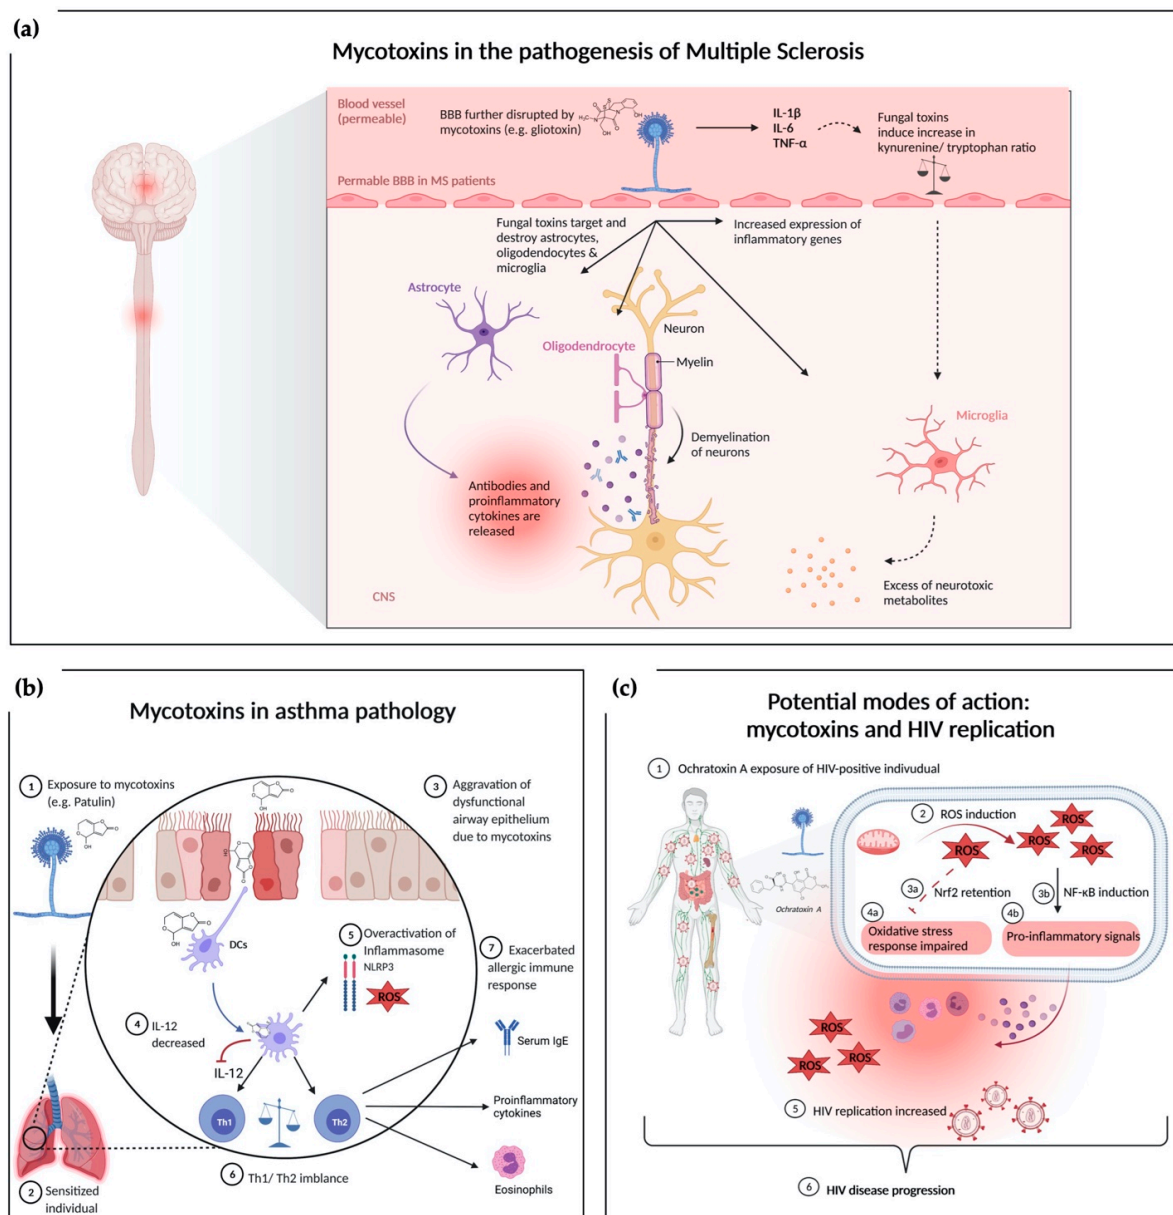 (a)
Mycotoxins in the pathogenesis of Multiple Sclerosis
Blood vessel
(permeable)
BBB further disrupted by
mycotoxins (e.g. gliotoxin)
IL-1β
IL-6
TNF-α
Fungal toxins
induce increase in
kynurenine/ tryptophan ratio
Permable BBB in MS patients
Fungal toxins target and
destroy astrocytes,
oligodendocytes &
microglia
Increased expression of
inflammatory genes
Astrocyte
Neuron
Oligodendrocyte
Myelin
Microglia
Demyelination
of neurons
Antibodies and
proinflammatory
cytokines are
released
Excess of neurotoxic
metabolites
CNS
(b)
Mycotoxins in asthma pathology
1 Exposure to mycotoxins
(e.g. Patulin)
3 Aggravation of
dysfunctional
airway epithelium
due to mycotoxins
DCs
5 Overactivation of
Inflammasome
NLRP3
ROS
7 Exacerbated
allergic immune
response
4 IL-12
decreased
IL-12
Serum IgE
Th1
Th2
Proinflammatory
cytokines
6 Th1/ Th2 imblance
Eosinophils
2 Sensitized
individual
(c)
Potential modes of action:
mycotoxins and HIV replication
1 Ochratoxin A exposure of HIV-positive indivudual
2 ROS induction
ROS
ROS
ROS
ROS
3a Nrf2 retention
3b NF-κB induction
Ochratoxin A
4a
Oxidative stress
response impaired
4b
Pro-inflammatory signals
ROS
ROS
ROS
5 HIV replication increased
6 HIV disease progression